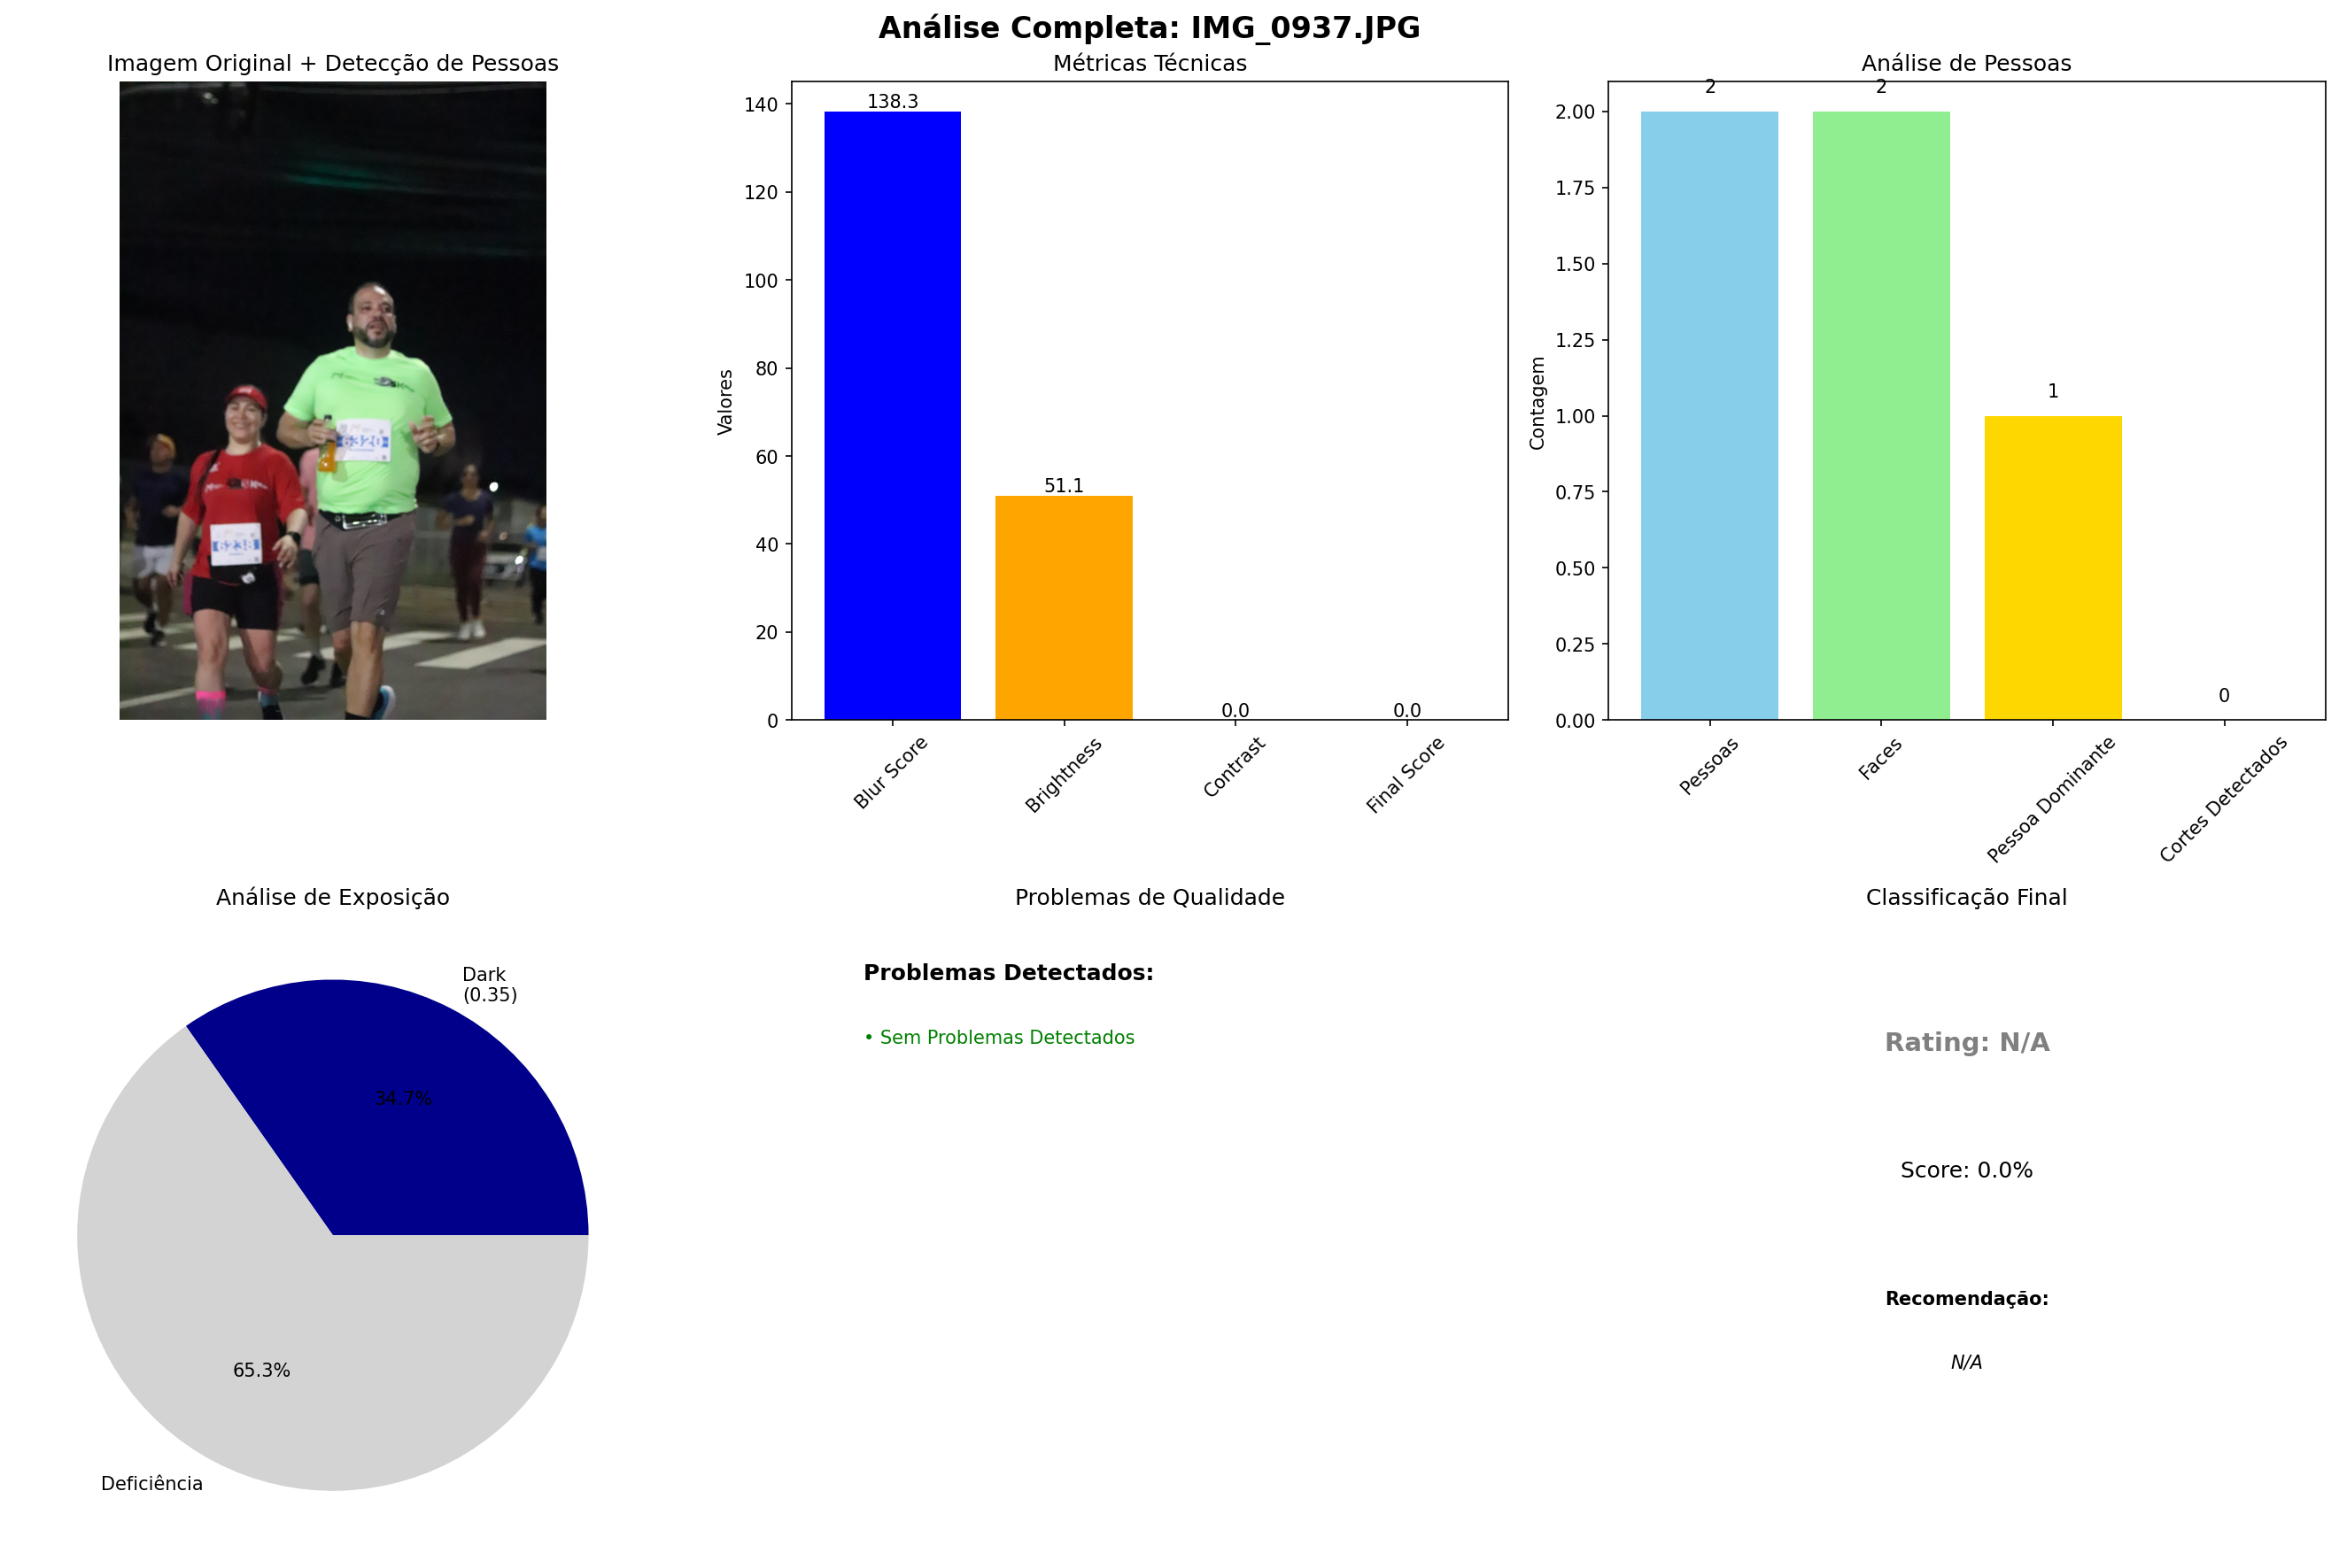 Análise Completa: IMG_0937.JPG
Imagem Original + Detecção de Pessoas
Métricas Técnicas
Valores
140
120
100
80
60
40
20
0
138.3
51.1
0.0
0.0
Blur Score
Brightness
Contrast
Final Score
Análise de Pessoas
Contagem
2.00
1.75
1.50
1.25
1.00
0.75
0.50
0.25
0.00
2
2
1
0
Pessoas
Faces
Pessoa Dominante
Cortes Detectados
Análise de Exposição
Dark
(0.35)
34.7%
65.3%
Deficiência
Problemas de Qualidade
Problemas Detectados:
• Sem Problemas Detectados
Classificação Final
Rating: N/A
Score: 0.0%
Recomendação:
N/A